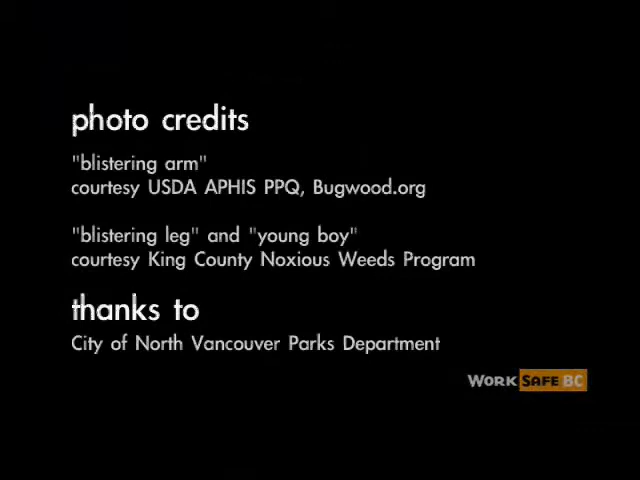 photo credits
"blistering arm"
courtesy USDA APHIS PPQ, Bugwood.org
"blistering leg" and "young boy"
courtesy King County Noxious Weeds Program
thanks to
City of North Vancouver Parks Department
WORK SAFE BC